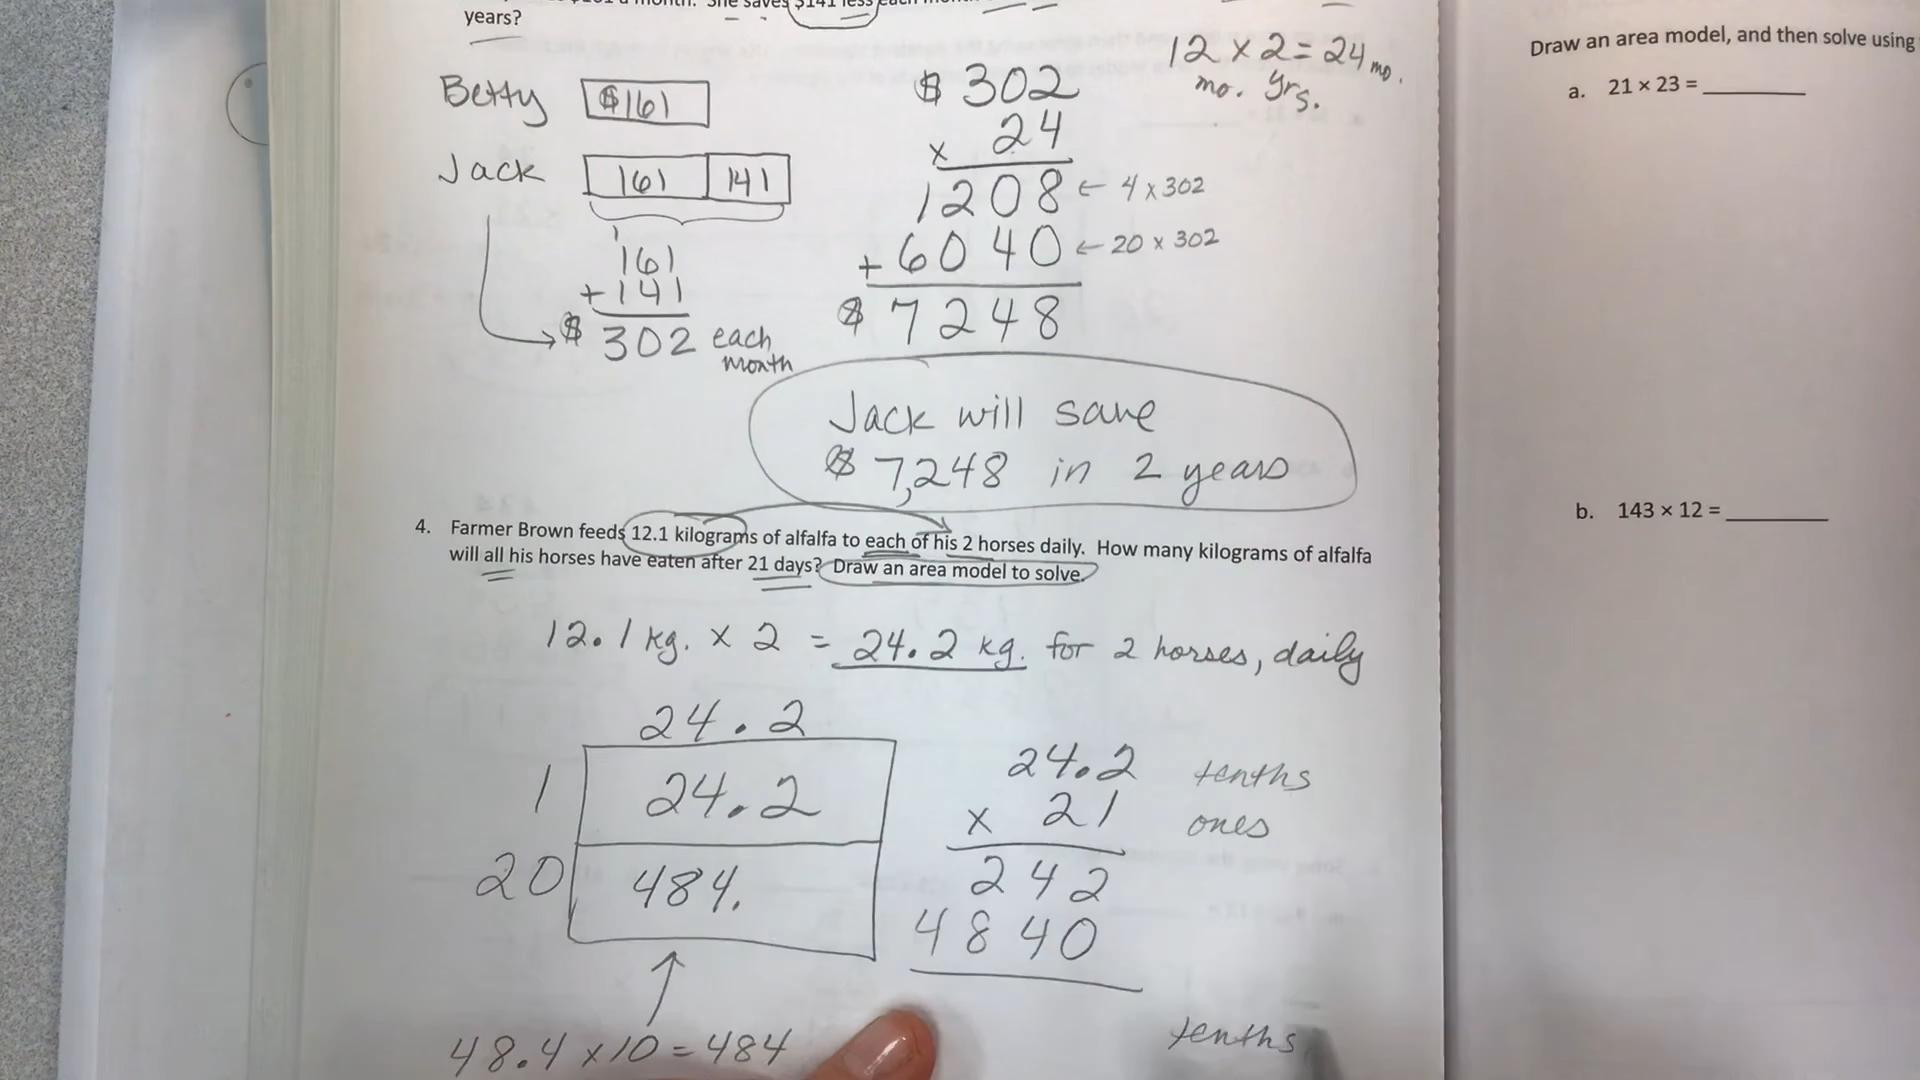 She saves $141 less each
years?
12 × 2 = 24 mo.
mo. yrs.
Betty $161
Jack 161 141
161
+141
$302 each
month
$302
× 24
1208 ← 4 × 302
+6040 ← 20 × 302
$7248
Jack will save
$7,248 in 2 years
4. Farmer Brown feeds 12.1 kilograms of alfalfa to each of his 2 horses daily. How many kilograms of alfalfa
will all his horses have eaten after 21 days? Draw an area model to solve.
12.1 kg. × 2 = 24.2 kg. for 2 horses, daily
24.2
1 24.2
20 484.
48.4 × 10 = 484
24.2 tenths
× 21 ones
242
4840
tenths
Draw an area model, and then solve using
a. 21 × 23 =
b. 143 × 12 =